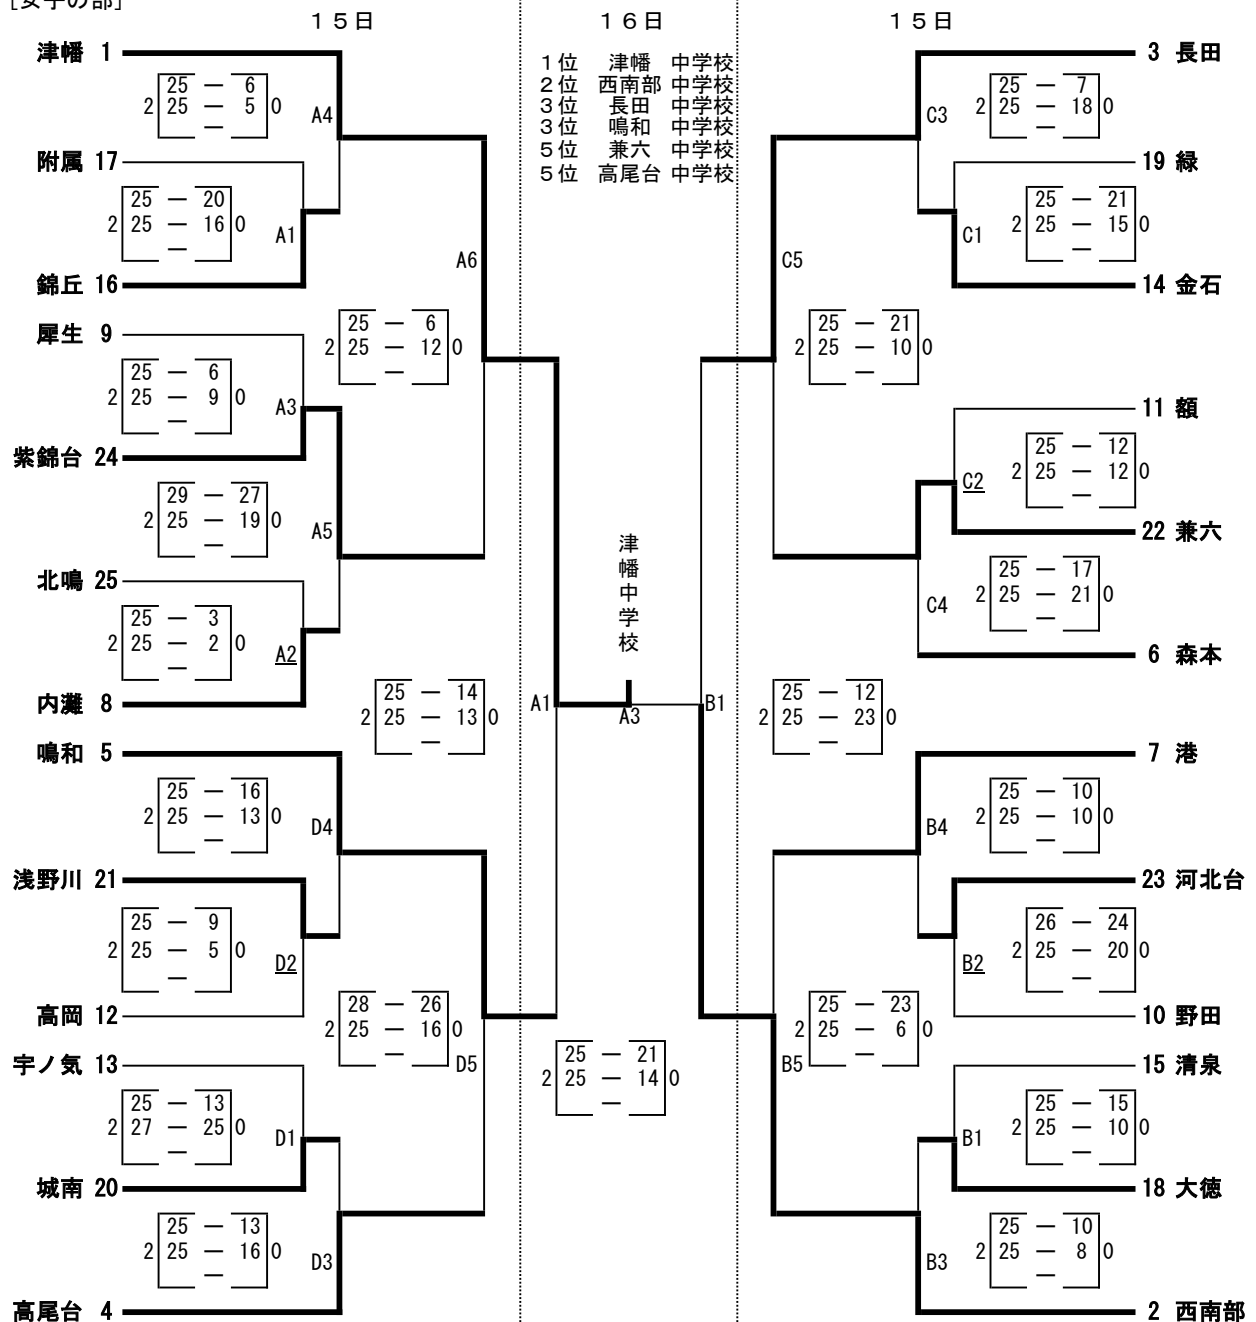 [女子の部]
15日
16日
15日
1位 津幡 中学校
2位 西南部 中学校
3位 長田 中学校
3位 鳴和 中学校
5位 兼六 中学校
5位 高尾台 中学校
津幡 1
2 25 — 6 0
25 — 5
—
A4
附属 17
2 25 — 20 0
25 — 16
—
A1
錦丘 16
A6
犀生 9
2 25 — 6 0
25 — 12
—
2 25 — 6 0
25 — 9
—
A3
紫錦台 24
2 29 — 27 0
25 — 19
—
A5
北鳴 25
2 25 — 3 0
25 — 2
—
A2
内灘 8
2 25 — 14 0
25 — 13
—
A1
鳴和 5
2 25 — 16 0
25 — 13
—
D4
浅野川 21
2 25 — 9 0
25 — 5
—
D2
高岡 12
2 28 — 26 0
25 — 16
—
D5
宇ノ気 13
2 25 — 13 0
27 — 25
—
D1
城南 20
2 25 — 13 0
25 — 16
—
D3
高尾台 4
津幡中学校
A3
2 25 — 21 0
25 — 14
—
3 長田
C3
2 25 — 7 0
25 — 18
—
19 緑
C1
2 25 — 21 0
25 — 15
—
14 金石
C5
2 25 — 21 0
25 — 10
—
11 額
C2
2 25 — 12 0
25 — 12
—
22 兼六
C4
2 25 — 17 0
25 — 21
—
6 森本
B1
2 25 — 12 0
25 — 23
—
7 港
B4
2 25 — 10 0
25 — 10
—
23 河北台
B2
2 26 — 24 0
25 — 20
—
10 野田
B5
2 25 — 23 0
25 — 6
—
15 清泉
B1
2 25 — 15 0
25 — 10
—
18 大徳
B3
2 25 — 10 0
25 — 8
—
2 西南部